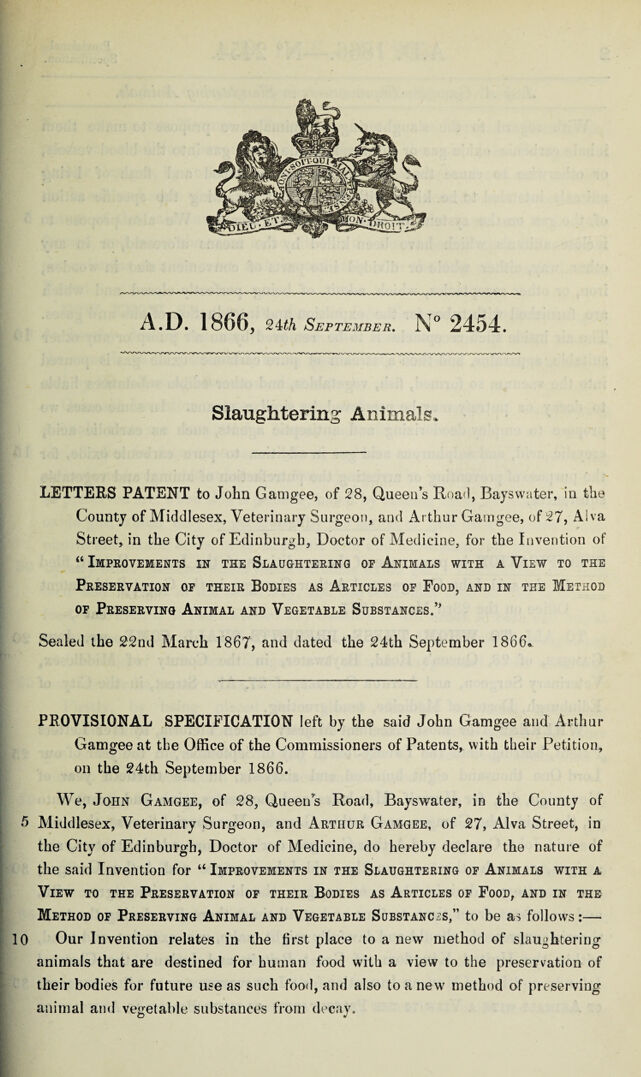 HONI SOIT QUI MAL
DIEU ET MON DROIT.
A.D. 1866, 24th SEPTEMBER. N° 2454.
Slaughtering Animals.
LETTERS PATENT to John Gamgee, of 28, Queen's Road, Bayswater, in the
County of Middlesex, Veterinary Surgeon, and Arthur Gamgee, of 27, Alva
Street, in the City of Edinburgh, Doctor of Medicine, for the Invention of
“ IMPROVEMENTS IN THE SLAUGHTERING OF ANIMALS WITH A VIEW TO THE
PRESERVATION OF THEIR BODIES AS ARTICLES OF FOOD, AND IN THE METHOD
OF PRESERVING ANIMAL AND VEGETABLE SUBSTANCES.”
Sealed the 22nd March 1867, and dated the 24th September 1866.
PROVISIONAL SPECIFICATION left by the said John Gamgee and Arthur
Gamgee at the Office of the Commissioners of Patents, with their Petition,
on the 24th September 1866.
We, JOHN GAMGEE, of 28, Queen's Road, Bayswater, in the County of
5 Middlesex, Veterinary Surgeon, and ARTHUR GAMGEE, of 27, Alva Street, in
the City of Edinburgh, Doctor of Medicine, do hereby declare the nature of
the said Invention for “ IMPROVEMENTS IN THE SLAUGHTERING OF ANIMALS WITH A
VIEW TO THE PRESERVATION OF THEIR BODIES AS ARTICLES OF FOOD, AND IN THE
METHOD OF PRESERVING ANIMAL AND VEGETABLE SUBSTANCES,” to be as follows :—
10 Our Invention relates in the first place to a new method of slaughtering
animals that are destined for human food with a view to the preservation of
their bodies for future use as such food, and also to a new method of preserving
animal and vegetable substances from decay.